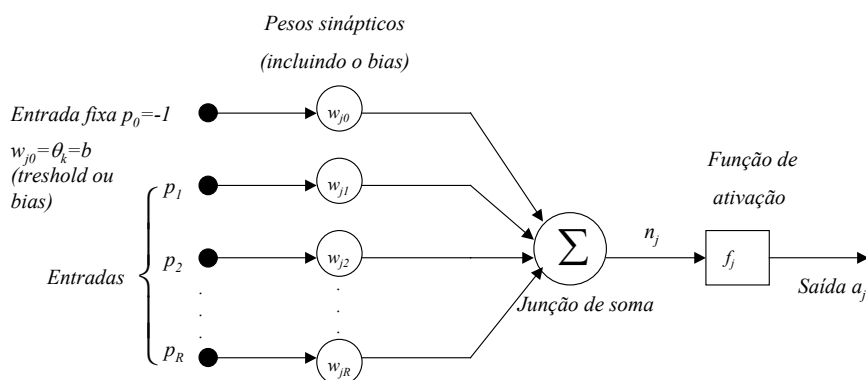 Pesos sinápticos
(incluindo o bias)
Entrada fixa p0=-1
wj0=θk=b
(treshold ou
bias)
wj0
p1
wj1
Entradas
p2
wj2
. . . .
. . .
pR
wjR
Σ
Junção de soma
nj
Função de
ativação
fj
Saída aj